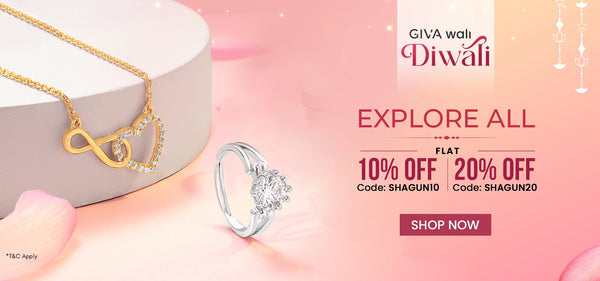 GIVA wali
Diwali
EXPLORE ALL
FLAT
10% OFF
Code: SHAGUN10
20% OFF
Code: SHAGUN20
SHOP NOW
*T&C Apply